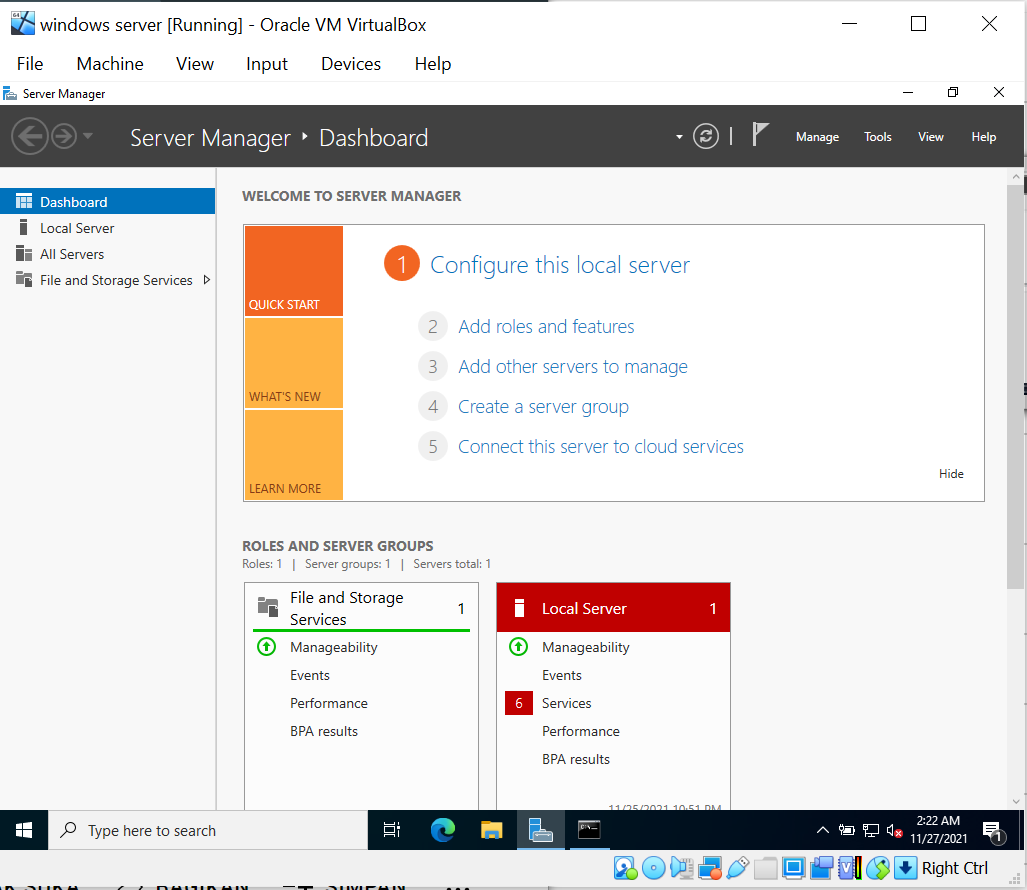 windows server [Running] - Oracle VM VirtualBox
File Machine View Input Devices Help
Server Manager
Server Manager Dashboard
Manage Tools View Help
Dashboard
Local Server
All Servers
File and Storage Services
WELCOME TO SERVER MANAGER
QUICK START
WHAT'S NEW
LEARN MORE
1 Configure this local server
2 Add roles and features
3 Add other servers to manage
4 Create a server group
5 Connect this server to cloud services
Hide
ROLES AND SERVER GROUPS
Roles: 1 | Server groups: 1 | Servers total: 1
File and Storage
Services 1
Manageability
Events
Performance
BPA results
Local Server 1
Manageability
Events
6 Services
Performance
BPA results
11/25/2021 10:51 PM
Type here to search
2:22 AM
11/27/2021
1
Right Ctrl